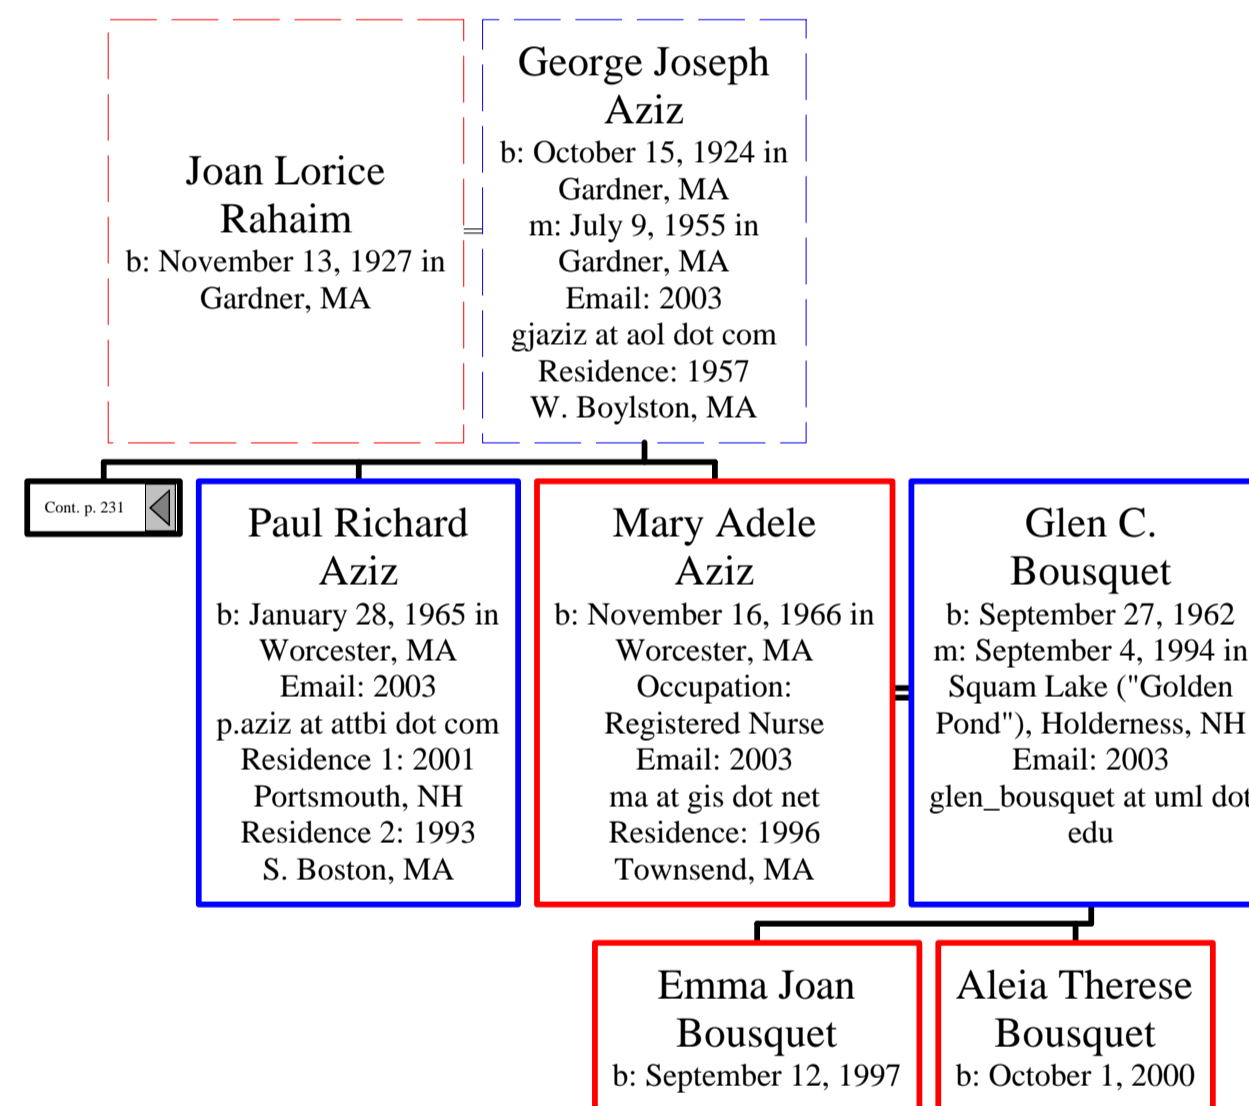 Joan Lorice
Rahaim
b: November 13, 1927 in
Gardner, MA
George Joseph
Aziz
b: October 15, 1924 in
Gardner, MA
m: July 9, 1955 in
Gardner, MA
Email: 2003
gjaziz at aol dot com
Residence: 1957
W. Boylston, MA
Cont. p. 231
Paul Richard
Aziz
b: January 28, 1965 in
Worcester, MA
Email: 2003
p.aziz at attbi dot com
Residence 1: 2001
Portsmouth, NH
Residence 2: 1993
S. Boston, MA
Mary Adele
Aziz
b: November 16, 1966 in
Worcester, MA
Occupation:
Registered Nurse
Email: 2003
ma at gis dot net
Residence: 1996
Townsend, MA
Glen C.
Bousquet
b: September 27, 1962
m: September 4, 1994 in
Squam Lake ("Golden
Pond"), Holderness, NH
Email: 2003
glen_bousquet at uml dot
edu
Emma Joan
Bousquet
b: September 12, 1997
Aleia Therese
Bousquet
b: October 1, 2000